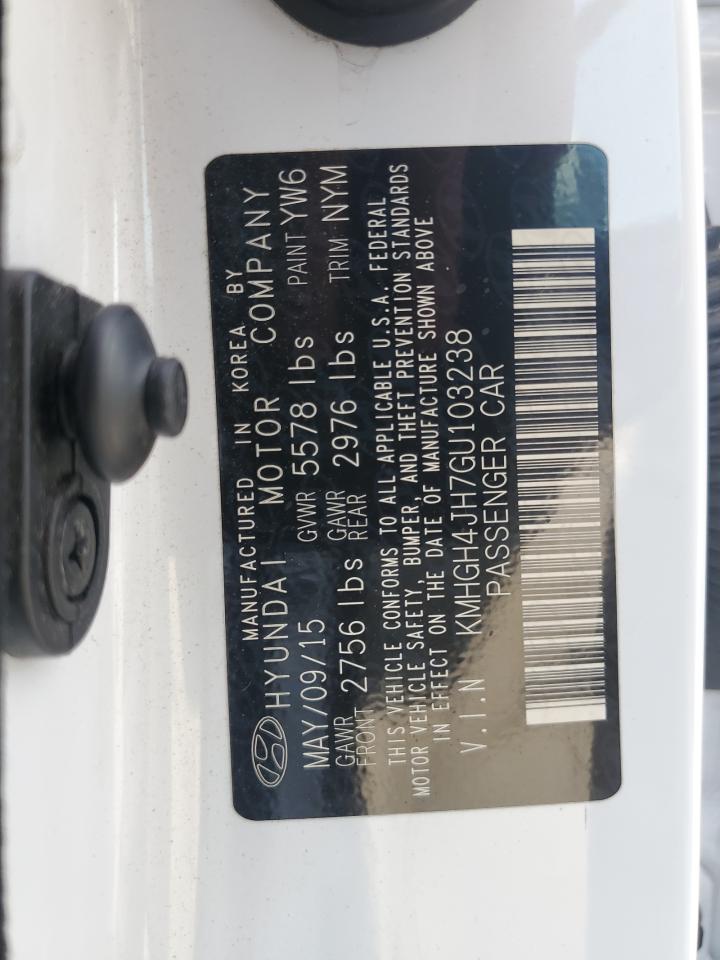 MANUFACTURED IN KOREA BY
HYUNDAI MOTOR COMPANY
MAY/09/15 GVWR 5578 lbs PAINT YW6
GAWR FRONT 2756 lbs GAWR REAR 2976 lbs TRIM NYM
THIS VEHICLE CONFORMS TO ALL APPLICABLE U.S.A. FEDERAL
MOTOR VEHICLE SAFETY, BUMPER, AND THEFT PREVENTION STANDARDS
IN EFFECT ON THE DATE OF MANUFACTURE SHOWN ABOVE
V.I.N KMHGH4JH7GU103238
PASSENGER CAR